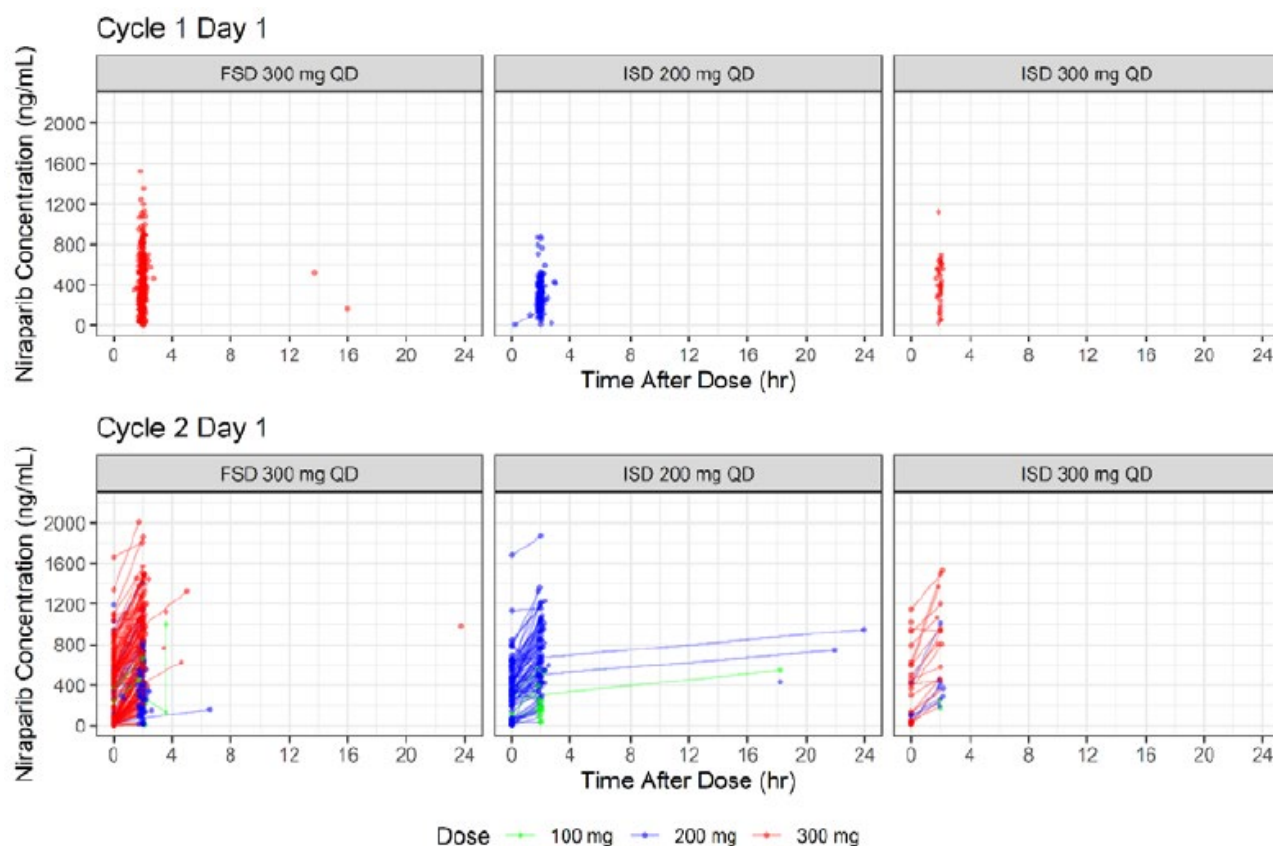 Cycle 1 Day 1
FSD 300 mg QD ISD 200 mg QD ISD 300 mg QD
Niraparib Concentration (ng/mL)
2000
1600
1200
800
400
0
0 4 8 12 16 20 24 0 4 8 12 16 20 24 0 4 8 12 16 20 24
Time After Dose (hr)
Cycle 2 Day 1
FSD 300 mg QD ISD 200 mg QD ISD 300 mg QD
Niraparib Concentration (ng/mL)
2000
1600
1200
800
400
0
0 4 8 12 16 20 24 0 4 8 12 16 20 24 0 4 8 12 16 20 24
Time After Dose (hr)
Dose 100 mg 200 mg 300 mg